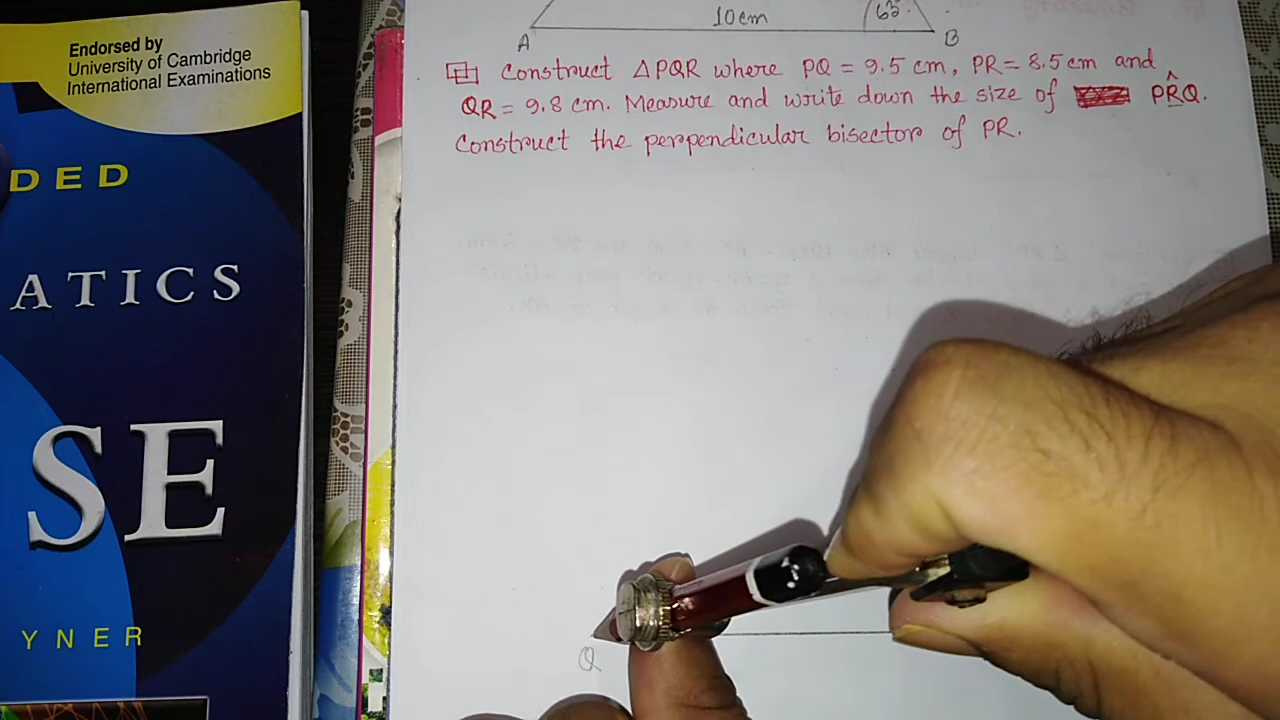 Endorsed by
University of Cambridge
International Examinations
DED
ATICS
SE
YNER
10cm
63°
A
B
Construct △PQR where PQ = 9.5 cm, PR = 8.5 cm and
QR = 9.8 cm. Measure and write down the size of PR̂Q.
Construct the perpendicular bisector of PR.
Q